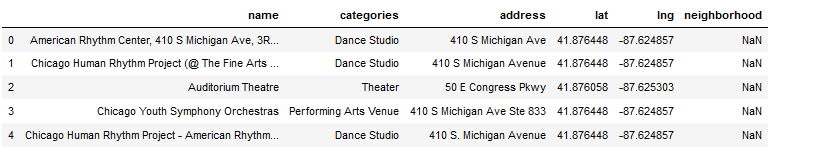 name categories address lat lng neighborhood
0 American Rhythm Center, 410 S Michigan Ave, 3R... Dance Studio 410 S Michigan Ave 41.876448 -87.624857 NaN
1 Chicago Human Rhythm Project (@ The Fine Arts ... Dance Studio 410 S Michigan Avenue 41.876448 -87.624857 NaN
2 Auditorium Theatre Theater 50 E Congress Pkwy 41.876058 -87.625303 NaN
3 Chicago Youth Symphony Orchestras Performing Arts Venue 410 S Michigan Ave Ste 833 41.876448 -87.624857 NaN
4 Chicago Human Rhythm Project - American Rhythm... Dance Studio 410 S. Michigan Avenue 41.876448 -87.624857 NaN